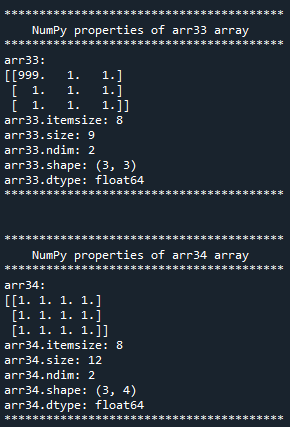 ****************************************
    NumPy properties of arr33 array
****************************************
arr33:
[[999.   1.   1.]
 [  1.   1.   1.]
 [  1.   1.   1.]]
arr33.itemsize: 8
arr33.size: 9
arr33.ndim: 2
arr33.shape: (3, 3)
arr33.dtype: float64
****************************************
****************************************
    NumPy properties of arr34 array
****************************************
arr34:
[[1. 1. 1. 1.]
 [1. 1. 1. 1.]
 [1. 1. 1. 1.]]
arr34.itemsize: 8
arr34.size: 12
arr34.ndim: 2
arr34.shape: (3, 4)
arr34.dtype: float64
****************************************